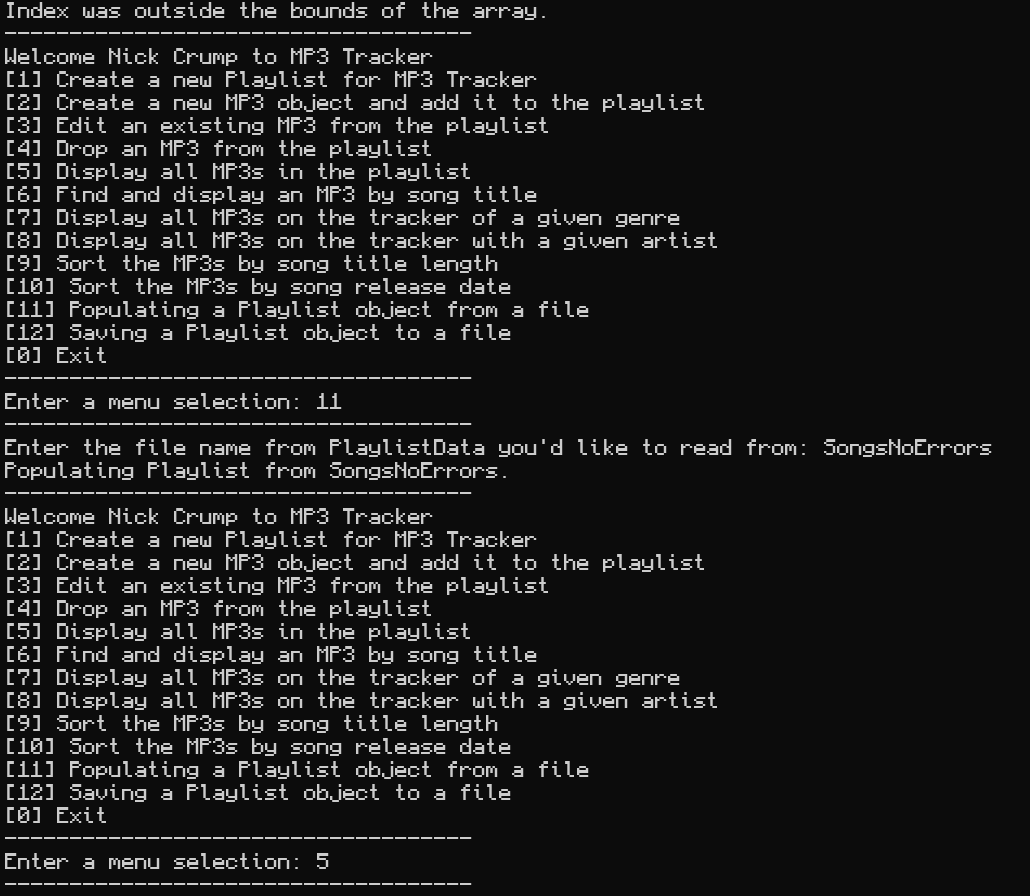 Index was outside the bounds of the array.
------------------------------------
Welcome Nick Crump to MP3 Tracker
[1] Create a new Playlist for MP3 Tracker
[2] Create a new MP3 object and add it to the playlist
[3] Edit an existing MP3 from the playlist
[4] Drop an MP3 from the playlist
[5] Display all MP3s in the playlist
[6] Find and display an MP3 by song title
[7] Display all MP3s on the tracker of a given genre
[8] Display all MP3s on the tracker with a given artist
[9] Sort the MP3s by song title length
[10] Sort the MP3s by song release date
[11] Populating a Playlist object from a file
[12] Saving a Playlist object to a file
[0] Exit
------------------------------------
Enter a menu selection: 11
------------------------------------
Enter the file name from PlaylistData you'd like to read from: SongsNoErrors
Populating Playlist from SongsNoErrors.
------------------------------------
Welcome Nick Crump to MP3 Tracker
[1] Create a new Playlist for MP3 Tracker
[2] Create a new MP3 object and add it to the playlist
[3] Edit an existing MP3 from the playlist
[4] Drop an MP3 from the playlist
[5] Display all MP3s in the playlist
[6] Find and display an MP3 by song title
[7] Display all MP3s on the tracker of a given genre
[8] Display all MP3s on the tracker with a given artist
[9] Sort the MP3s by song title length
[10] Sort the MP3s by song release date
[11] Populating a Playlist object from a file
[12] Saving a Playlist object to a file
[0] Exit
------------------------------------
Enter a menu selection: 5
------------------------------------